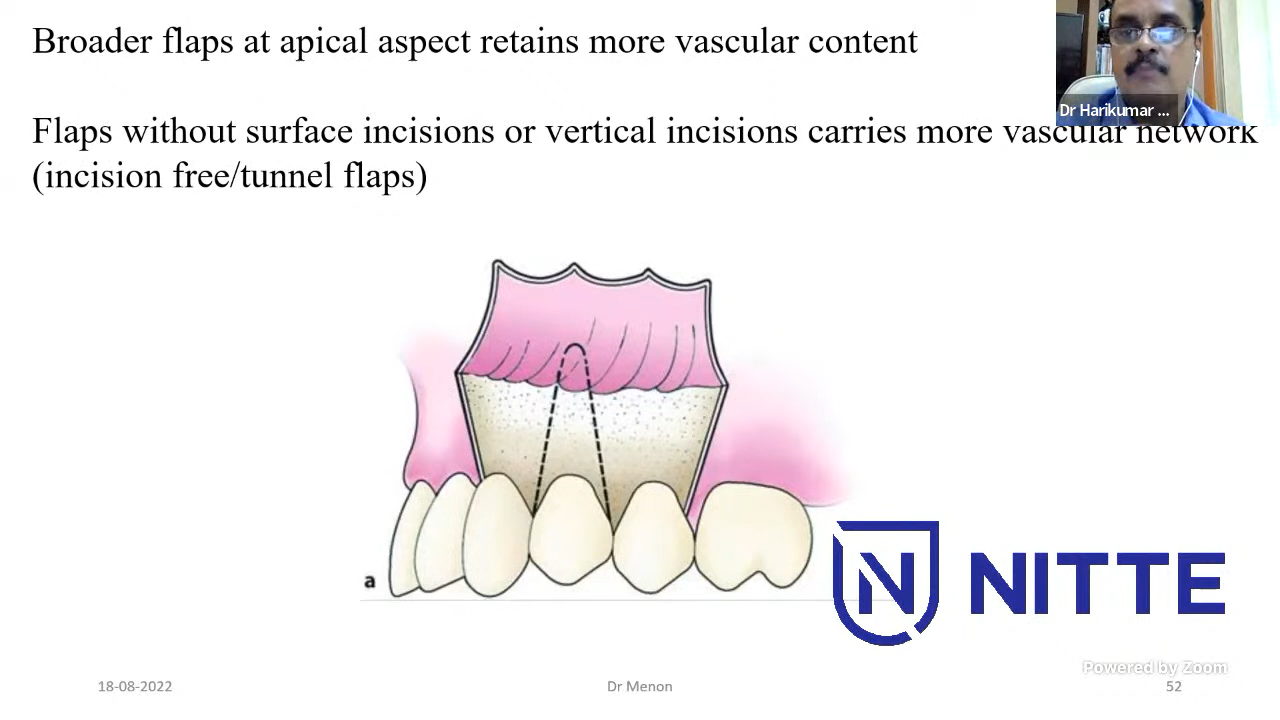 Broader flaps at apical aspect retains more vascular content
Dr Harikumar ...
Flaps without surface incisions or vertical incisions carries more vascular network
(incision free/tunnel flaps)
a
N NITTE
Powered by Zoom
18-08-2022
Dr Menon
52